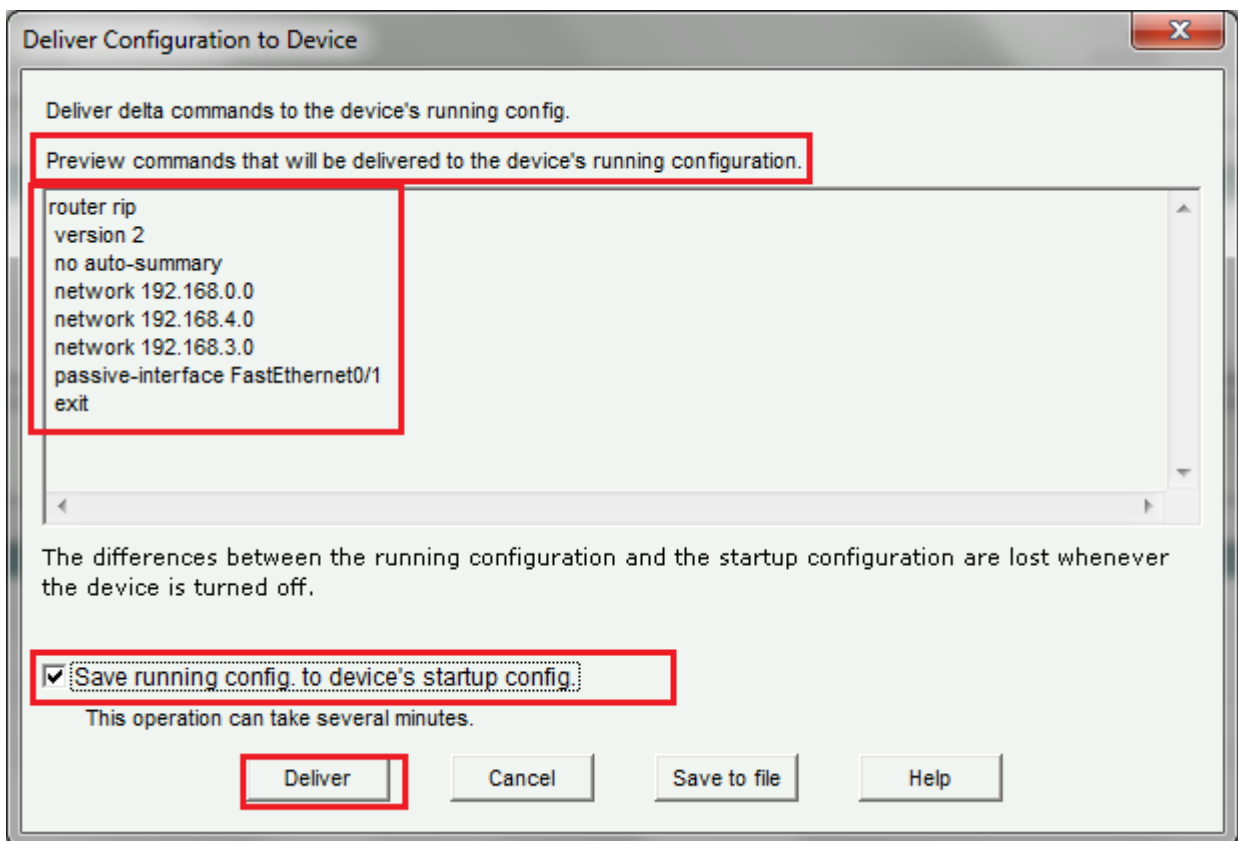 Deliver Configuration to Device
Deliver delta commands to the device's running config.
Preview commands that will be delivered to the device's running configuration.
router rip
version 2
no auto-summary
network 192.168.0.0
network 192.168.4.0
network 192.168.3.0
passive-interface FastEthernet0/1
exit
The differences between the running configuration and the startup configuration are lost whenever
the device is turned off.
Save running config. to device's startup config.
This operation can take several minutes.
Deliver Cancel Save to file Help